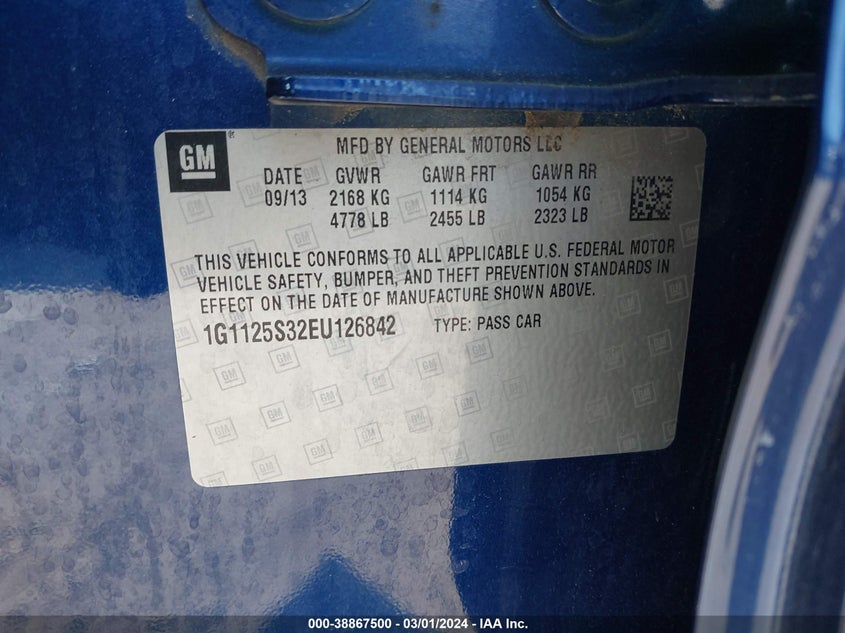 GM
®
MFD BY GENERAL MOTORS LLC
DATE GVWR GAWR FRT GAWR RR
09/13 2168 KG 1114 KG 1054 KG
4778 LB 2455 LB 2323 LB
THIS VEHICLE CONFORMS TO ALL APPLICABLE U.S. FEDERAL MOTOR
VEHICLE SAFETY, BUMPER, AND THEFT PREVENTION STANDARDS IN
EFFECT ON THE DATE OF MANUFACTURE SHOWN ABOVE.
1G1125S32EU126842 TYPE: PASS CAR
000-38867500 - 03/01/2024 - IAA Inc.